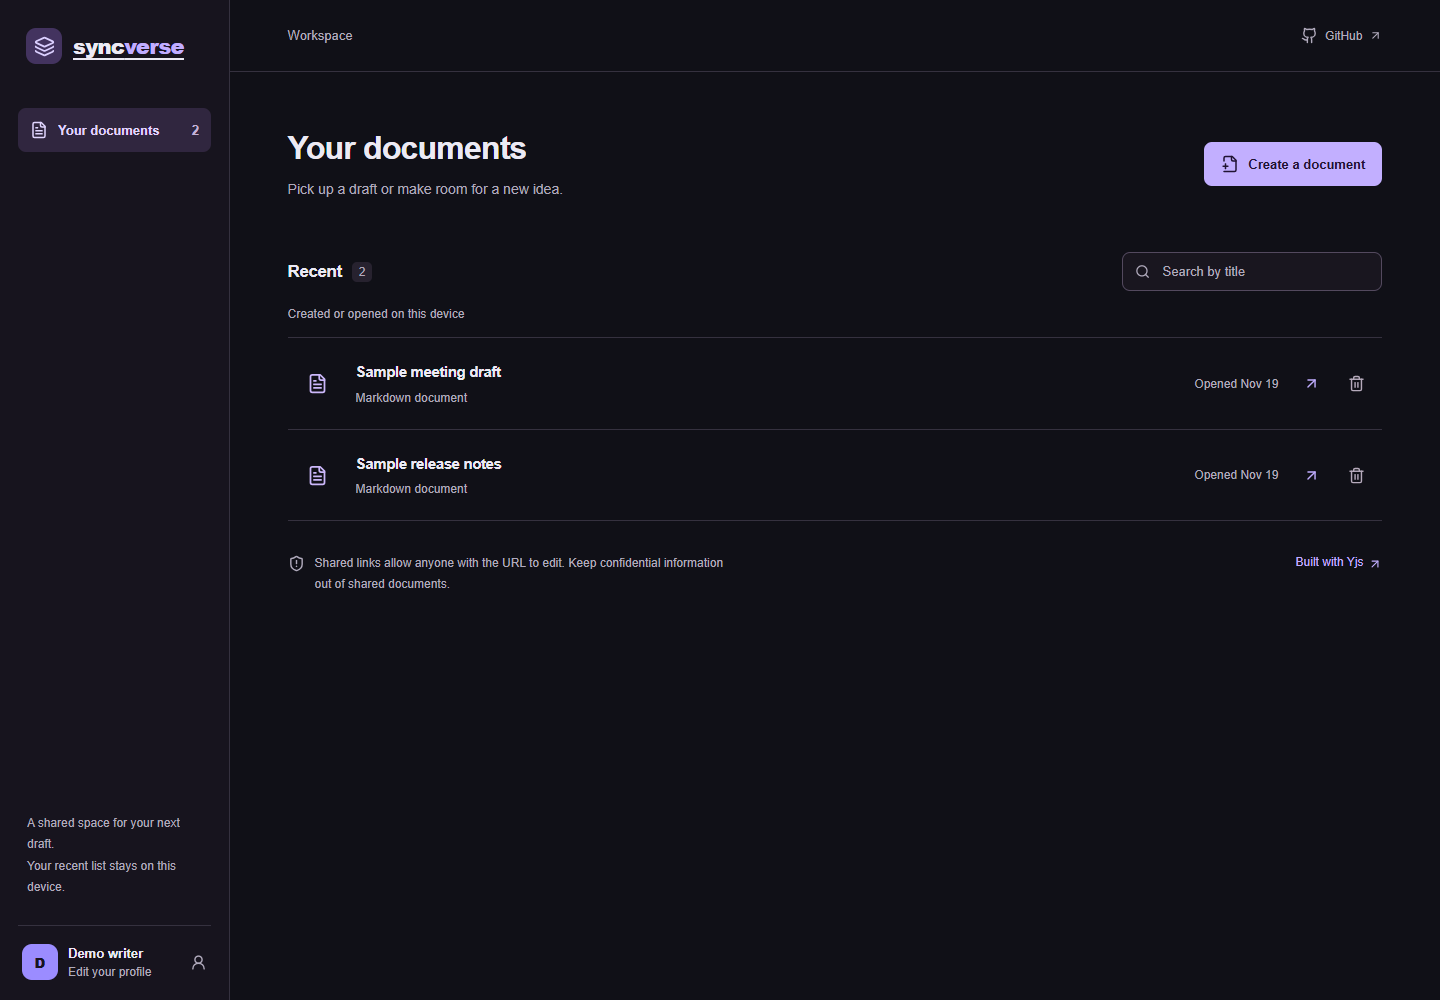 syncverse
Your documents 2
A shared space for your next
draft.
Your recent list stays on this
device.
D
Demo writer
Edit your profile
Workspace
GitHub
Your documents
Pick up a draft or make room for a new idea.
Create a document
Recent 2
Search by title
Created or opened on this device
Sample meeting draft
Markdown document
Opened Nov 19
Sample release notes
Markdown document
Opened Nov 19
Shared links allow anyone with the URL to edit. Keep confidential information
out of shared documents.
Built with Yjs